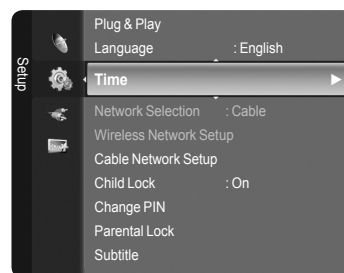 Setup
Plug & Play
Language : English
Time
Network Selection : Cable
Wireless Network Setup
Cable Network Setup
Child Lock : On
Change PIN
Parental Lock
Subtitle